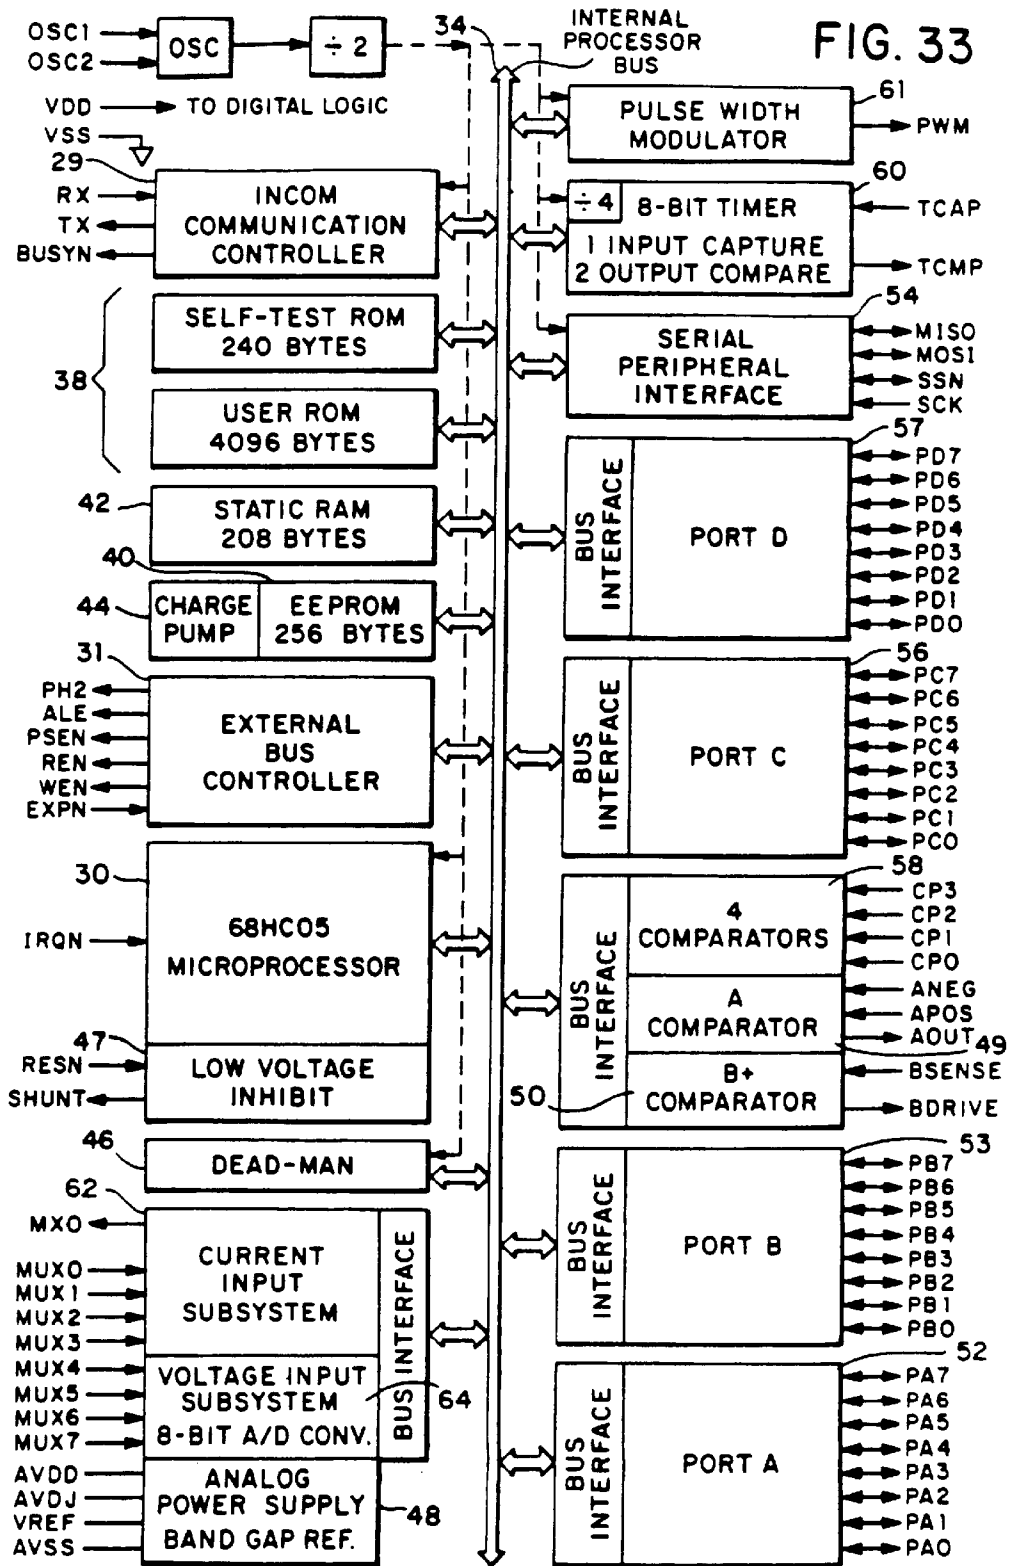 FIG. 33
34
INTERNAL
PROCESSOR
BUS
OSC1
OSC2
OSC
÷ 2
VDD
TO DIGITAL LOGIC
VSS
29
RX
TX
BUSYN
INCOM
COMMUNICATION
CONTROLLER
38
SELF-TEST ROM
240 BYTES
USER ROM
4096 BYTES
42
STATIC RAM
208 BYTES
40
44
CHARGE
PUMP
EEPROM
256 BYTES
31
PH2
ALE
PSEN
REN
WEN
EXPN
EXTERNAL
BUS
CONTROLLER
30
IRQN
68HC05
MICROPROCESSOR
47
RESN
SHUNT
LOW VOLTAGE
INHIBIT
46
DEAD-MAN
62
MXO
MUX0
MUX1
MUX2
MUX3
MUX4
MUX5
MUX6
MUX7
CURRENT
INPUT
SUBSYSTEM
VOLTAGE INPUT
SUBSYSTEM
8-BIT A/D CONV.
64
BUS INTERFACE
AVDD
AVDJ
VREF
AVSS
ANALOG
POWER SUPPLY
BAND GAP REF.
48
61
PULSE WIDTH
MODULATOR
PWM
60
÷4
8-BIT TIMER
1 INPUT CAPTURE
2 OUTPUT COMPARE
TCAP
TCMP
54
SERIAL
PERIPHERAL
INTERFACE
MISO
MOSI
SSN
SCK
57
BUS INTERFACE
PORT D
PD7
PD6
PD5
PD4
PD3
PD2
PD1
PD0
56
BUS INTERFACE
PORT C
PC7
PC6
PC5
PC4
PC3
PC2
PC1
PC0
58
BUS INTERFACE
4
COMPARATORS
CP3
CP2
CP1
CP0
A
COMPARATOR
ANEG
APOS
AOUT
49
50
B+
COMPARATOR
BSENSE
BDRIVE
53
BUS INTERFACE
PORT B
PB7
PB6
PB5
PB4
PB3
PB2
PB1
PB0
52
BUS INTERFACE
PORT A
PA7
PA6
PA5
PA4
PA3
PA2
PA1
PA0